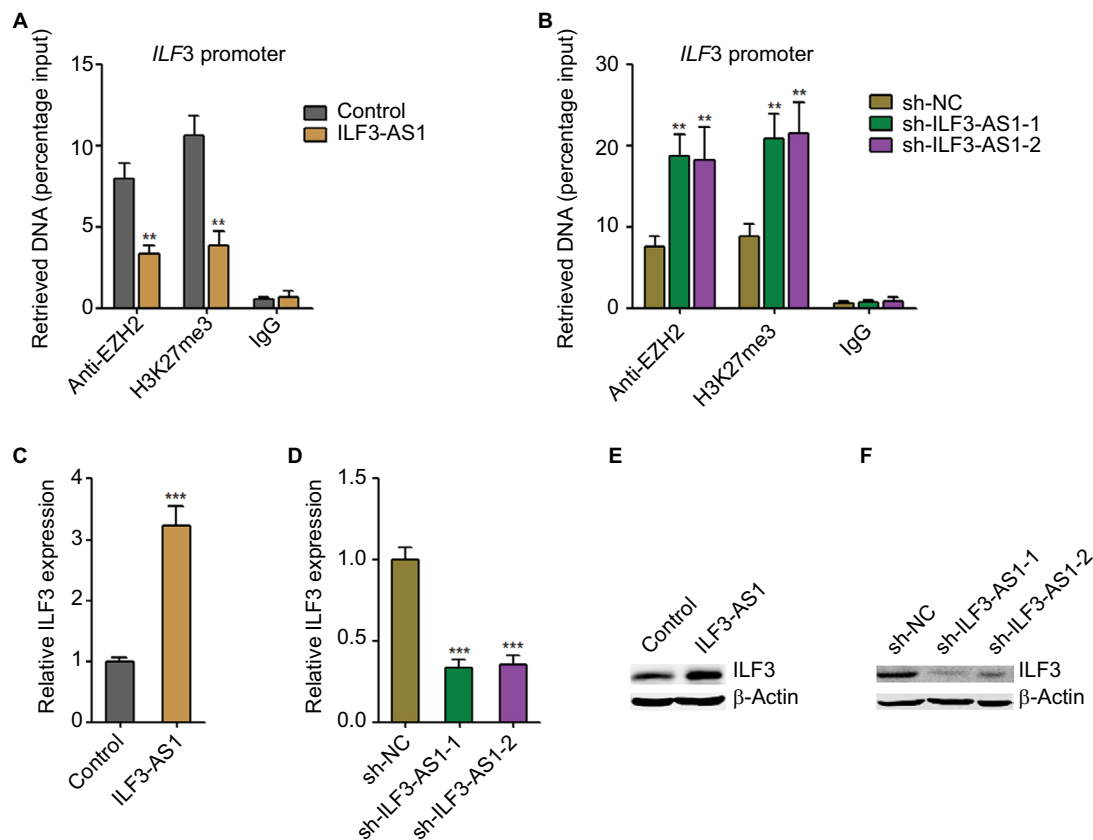 A
ILF3 promoter
Retrieved DNA (percentage input)
15
10
5
0
Control
ILF3-AS1
** **
Anti-EZH2
H3K27me3
IgG
B
ILF3 promoter
Retrieved DNA (percentage input)
30
20
10
0
sh-NC
sh-ILF3-AS1-1
sh-ILF3-AS1-2
** ** ** **
Anti-EZH2
H3K27me3
IgG
C
Relative ILF3 expression
4
3
2
1
0
***
Control
ILF3-AS1
D
Relative ILF3 expression
1.5
1.0
0.5
0.0
*** ***
sh-NC
sh-ILF3-AS1-1
sh-ILF3-AS1-2
E
Control
ILF3-AS1
ILF3
β-Actin
F
sh-NC
sh-ILF3-AS1-1
sh-ILF3-AS1-2
ILF3
β-Actin